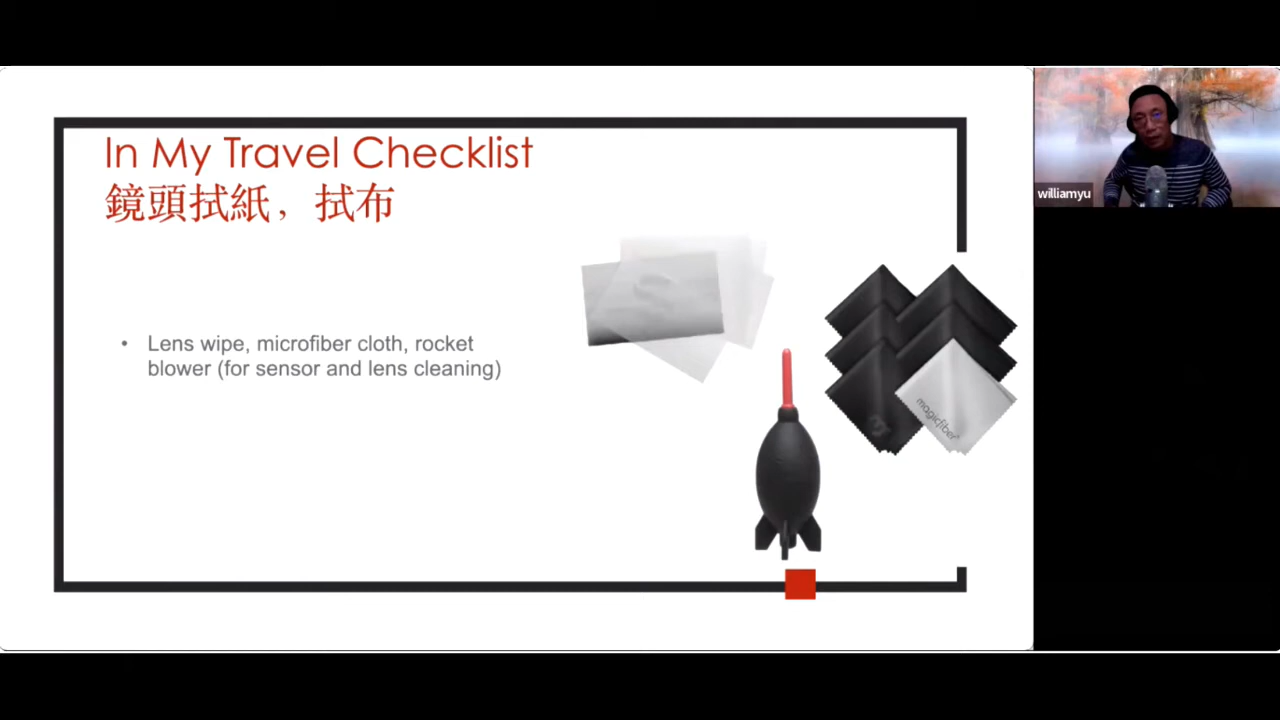 In My Travel Checklist
鏡頭拭紙，拭布
• Lens wipe, microfiber cloth, rocket
blower (for sensor and lens cleaning)
magicfiber®
williamyu